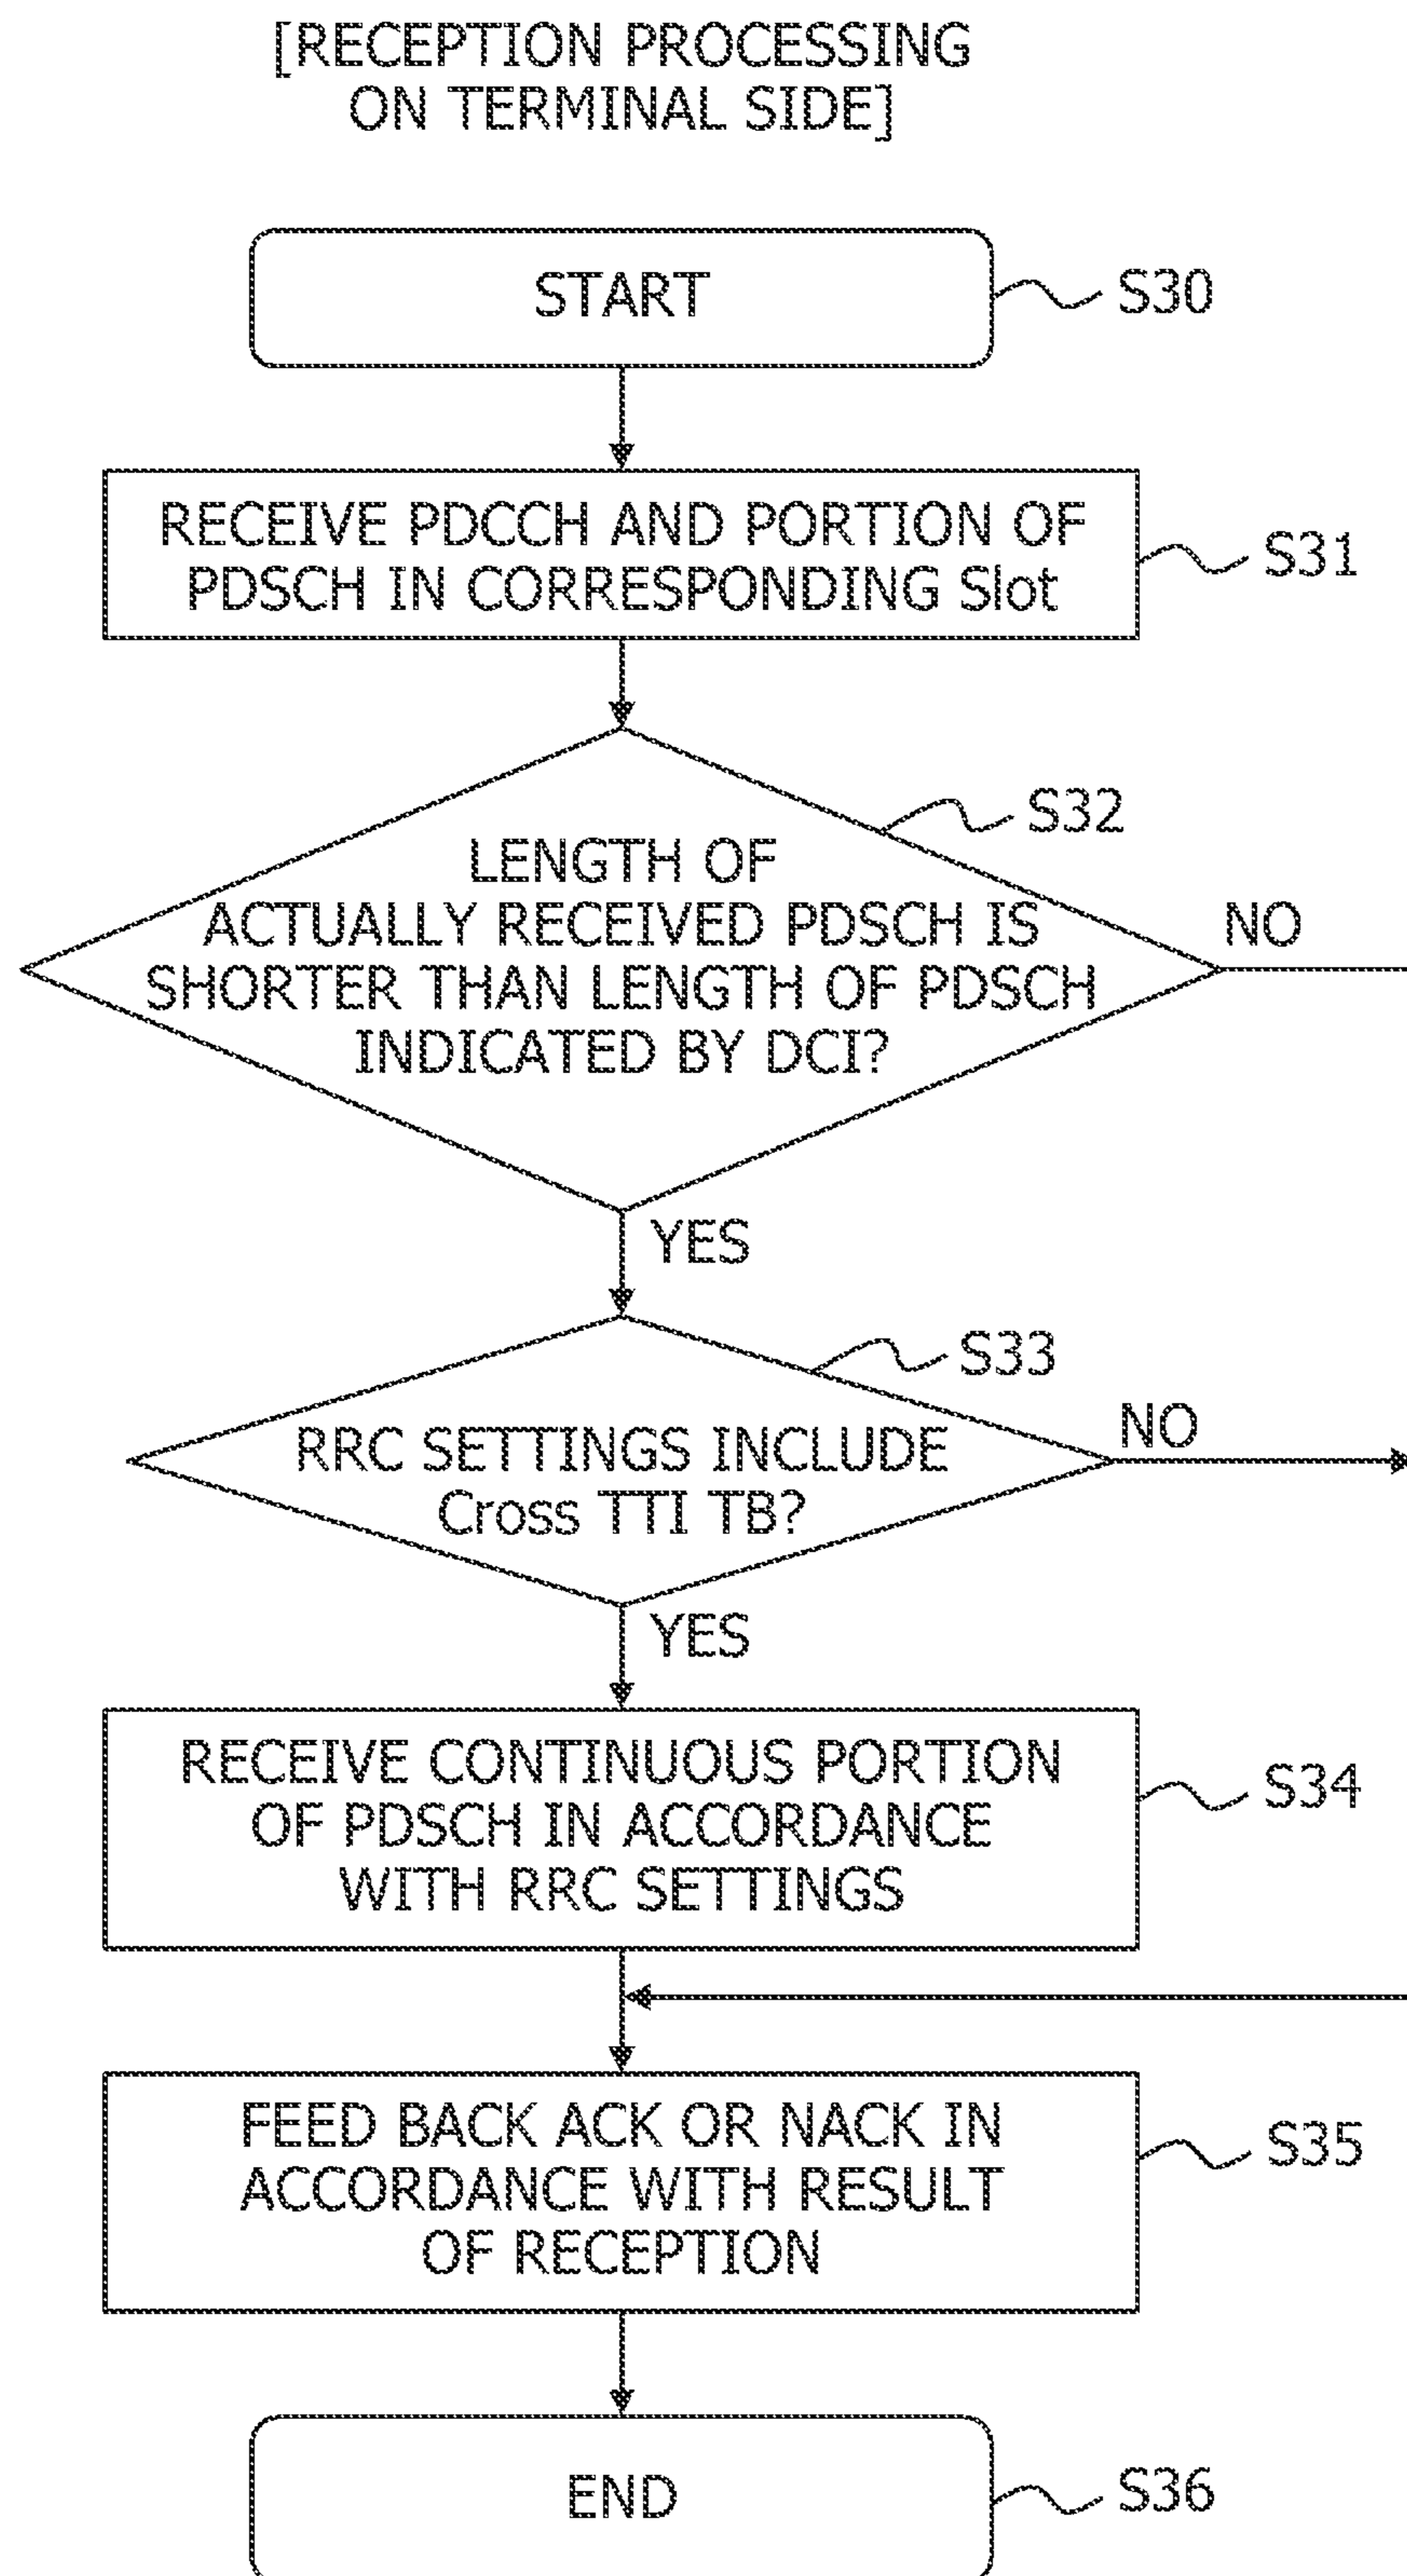 [RECEPTION PROCESSING
ON TERMINAL SIDE]
START
S30
RECEIVE PDCCH AND PORTION OF
PDSCH IN CORRESPONDING Slot
S31
S32
LENGTH OF
ACTUALLY RECEIVED PDSCH IS
SHORTER THAN LENGTH OF PDSCH
INDICATED BY DCI?
NO
YES
S33
RRC SETTINGS INCLUDE
Cross TTI TB?
NO
YES
RECEIVE CONTINUOUS PORTION
OF PDSCH IN ACCORDANCE
WITH RRC SETTINGS
S34
FEED BACK ACK OR NACK IN
ACCORDANCE WITH RESULT
OF RECEPTION
S35
END
S36